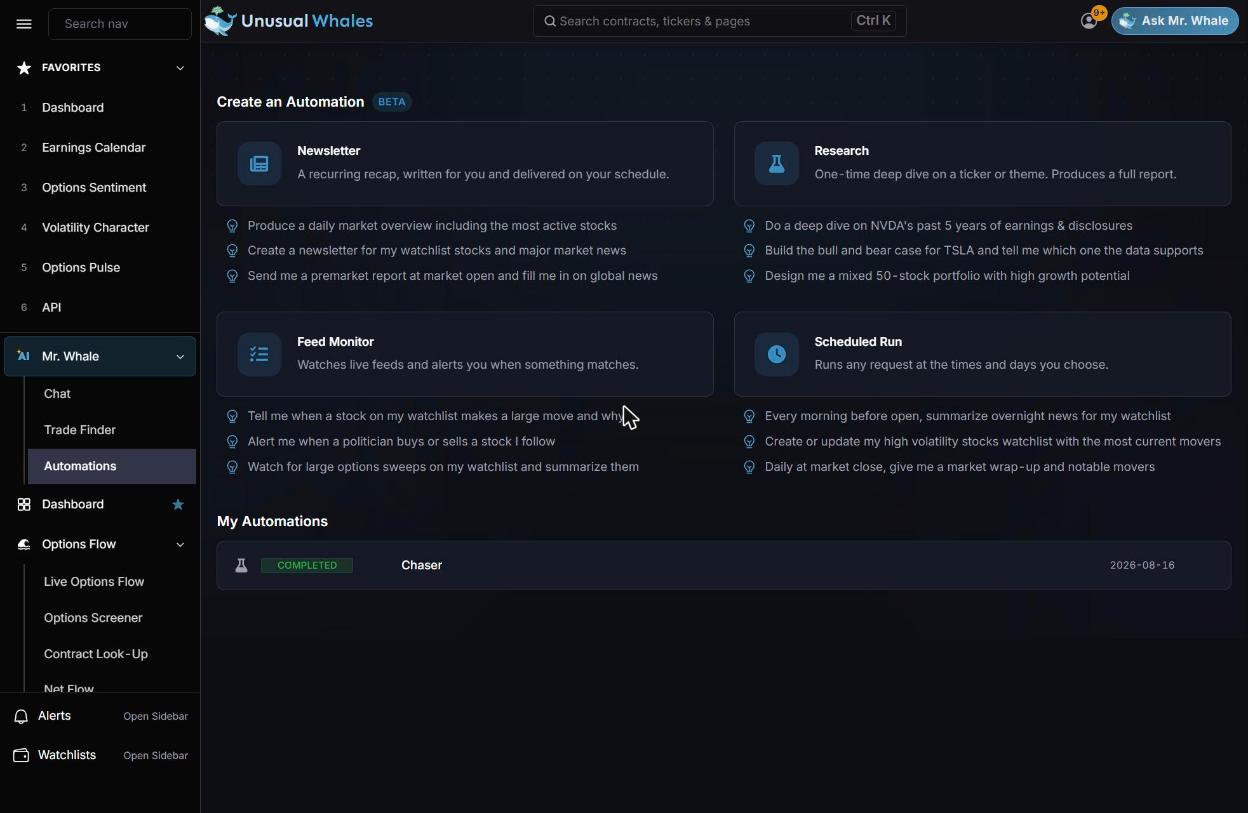 Search nav
Unusual Whales
Search contracts, tickers & pages
Ctrl K
9+
Ask Mr. Whale
FAVORITES
1 Dashboard
2 Earnings Calendar
3 Options Sentiment
4 Volatility Character
5 Options Pulse
6 API
AI Mr. Whale
Chat
Trade Finder
Automations
Dashboard
Options Flow
Live Options Flow
Options Screener
Contract Look-Up
Net Flow
Alerts Open Sidebar
Watchlists Open Sidebar
Create an Automation BETA
Newsletter
A recurring recap, written for you and delivered on your schedule.
Produce a daily market overview including the most active stocks
Create a newsletter for my watchlist stocks and major market news
Send me a premarket report at market open and fill me in on global news
Research
One-time deep dive on a ticker or theme. Produces a full report.
Do a deep dive on NVDA's past 5 years of earnings & disclosures
Build the bull and bear case for TSLA and tell me which one the data supports
Design me a mixed 50-stock portfolio with high growth potential
Feed Monitor
Watches live feeds and alerts you when something matches.
Tell me when a stock on my watchlist makes a large move and why
Alert me when a politician buys or sells a stock I follow
Watch for large options sweeps on my watchlist and summarize them
Scheduled Run
Runs any request at the times and days you choose.
Every morning before open, summarize overnight news for my watchlist
Create or update my high volatility stocks watchlist with the most current movers
Daily at market close, give me a market wrap-up and notable movers
My Automations
COMPLETED Chaser 2026-08-16